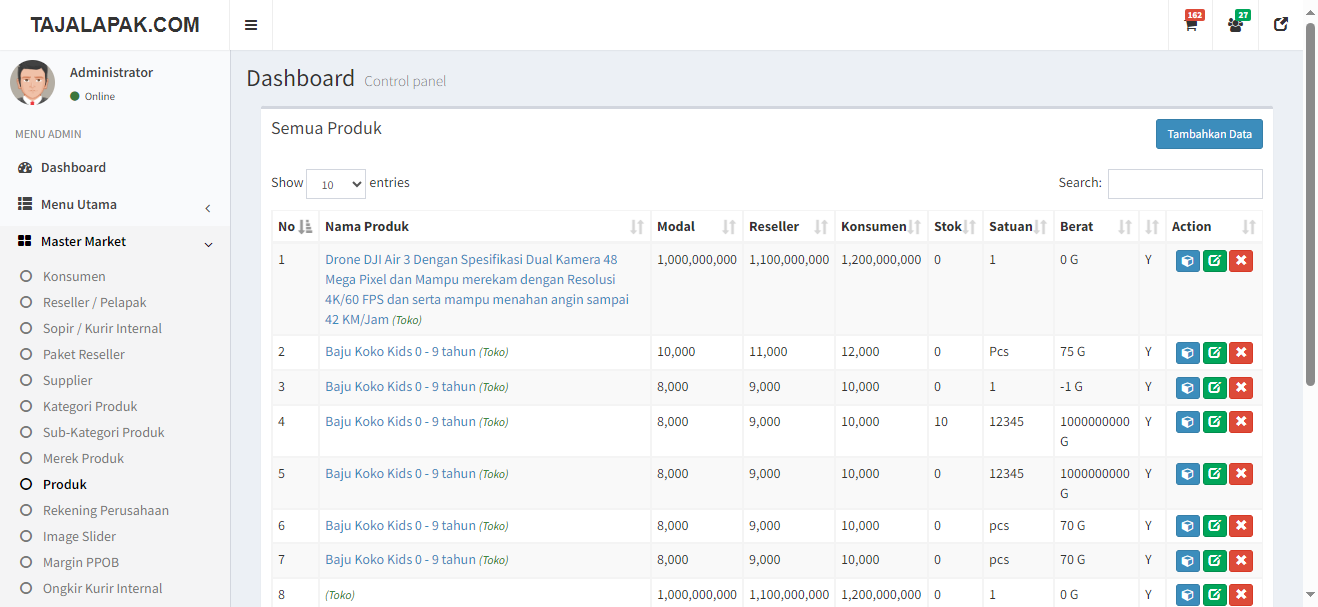 TAJALAPAK.COM
162
27
Administrator
Online
MENU ADMIN
Dashboard
Menu Utama
Master Market
Konsumen
Reseller / Pelapak
Sopir / Kurir Internal
Paket Reseller
Supplier
Kategori Produk
Sub-Kategori Produk
Merek Produk
Produk
Rekening Perusahaan
Image Slider
Margin PPOB
Ongkir Kurir Internal
Dashboard Control panel
Semua Produk
Tambahkan Data
Show 10 entries
Search:
No Nama Produk Modal Reseller Konsumen Stok Satuan Berat Action
1 Drone DJI Air 3 Dengan Spesifikasi Dual Kamera 48 1,000,000,000 1,100,000,000 1,200,000,000 0 1 0 G Y
Mega Pixel dan Mampu merekam dengan Resolusi
4K/60 FPS dan serta mampu menahan angin sampai
42 KM/Jam (Toko)
2 Baju Koko Kids 0 - 9 tahun (Toko) 10,000 11,000 12,000 0 Pcs 75 G Y
3 Baju Koko Kids 0 - 9 tahun (Toko) 8,000 9,000 10,000 0 1 -1 G Y
4 Baju Koko Kids 0 - 9 tahun (Toko) 8,000 9,000 10,000 10 12345 1000000000 Y
G
5 Baju Koko Kids 0 - 9 tahun (Toko) 8,000 9,000 10,000 0 12345 1000000000 Y
G
6 Baju Koko Kids 0 - 9 tahun (Toko) 8,000 9,000 10,000 0 pcs 70 G Y
7 Baju Koko Kids 0 - 9 tahun (Toko) 8,000 9,000 10,000 0 pcs 70 G Y
8 (Toko) 1,000,000,000 1,100,000,000 1,200,000,000 0 1 0 G Y